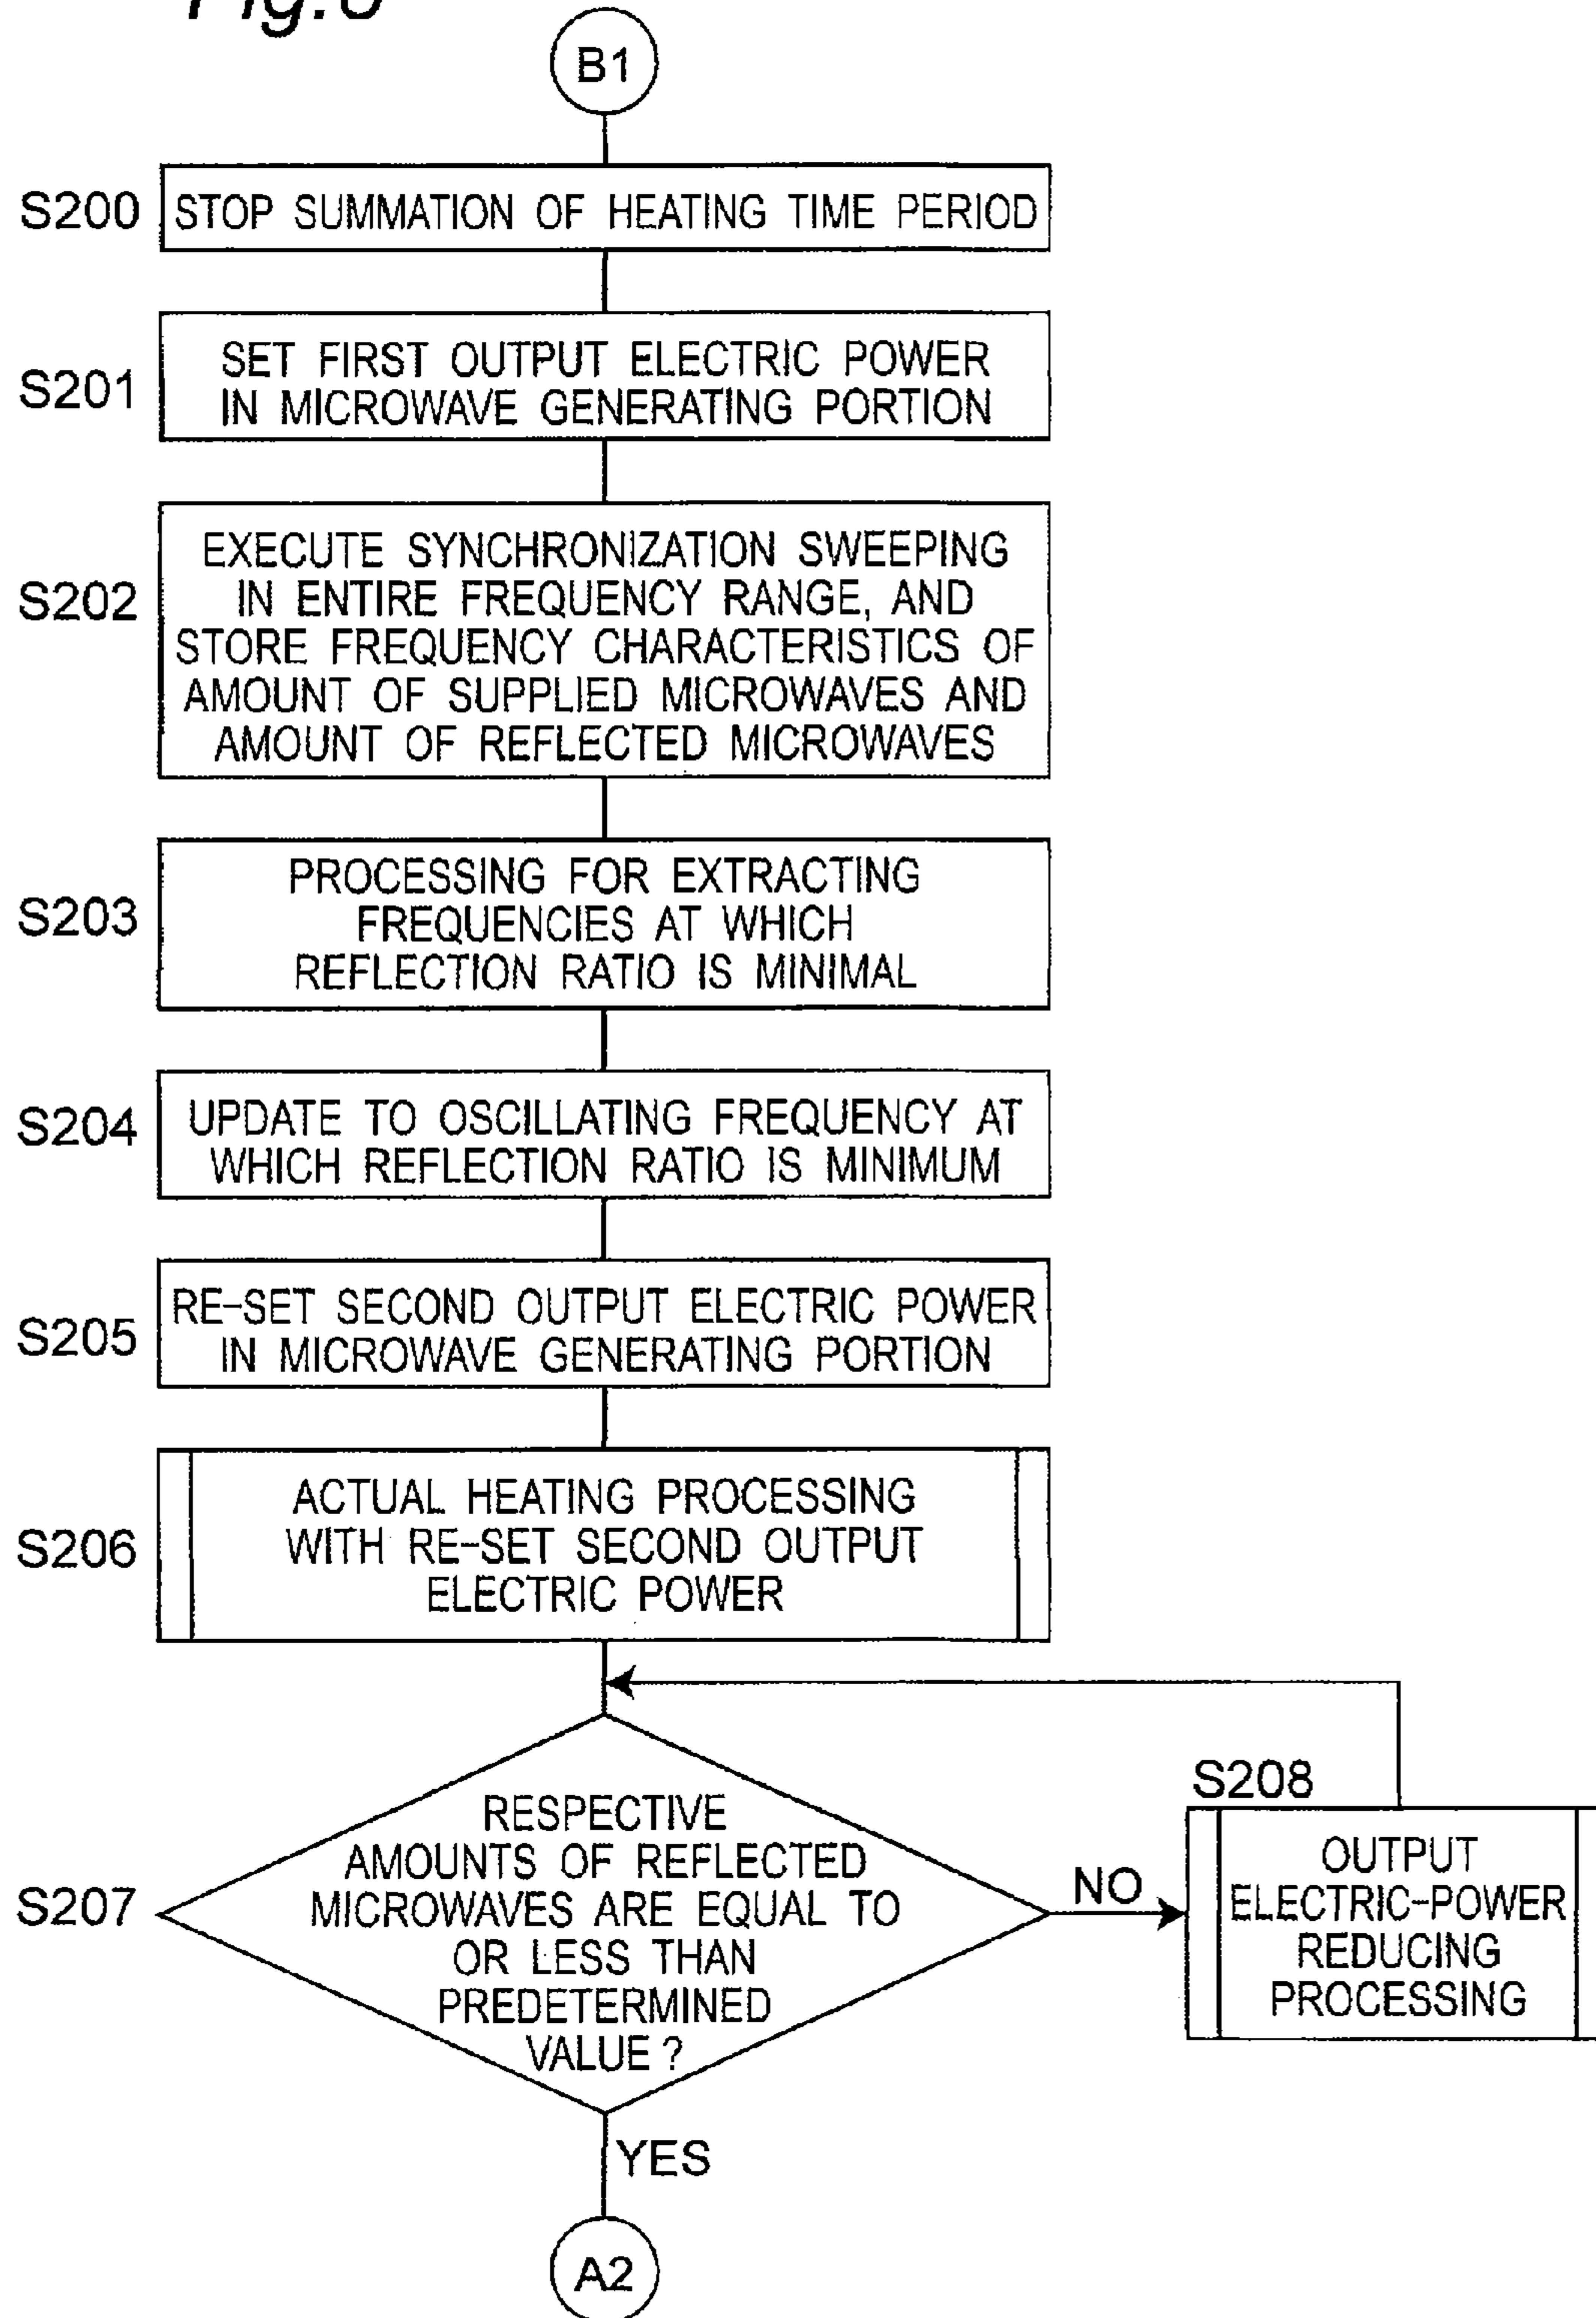 B1
S200
STOP SUMMATION OF HEATING TIME PERIOD
S201
SET FIRST OUTPUT ELECTRIC POWER
IN MICROWAVE GENERATING PORTION
S202
EXECUTE SYNCHRONIZATION SWEEPING
IN ENTIRE FREQUENCY RANGE, AND
STORE FREQUENCY CHARACTERISTICS OF
AMOUNT OF SUPPLIED MICROWAVES AND
AMOUNT OF REFLECTED MICROWAVES
S203
PROCESSING FOR EXTRACTING
FREQUENCIES AT WHICH
REFLECTION RATIO IS MINIMAL
S204
UPDATE TO OSCILLATING FREQUENCY AT
WHICH REFLECTION RATIO IS MINIMUM
S205
RE-SET SECOND OUTPUT ELECTRIC POWER
IN MICROWAVE GENERATING PORTION
S206
ACTUAL HEATING PROCESSING
WITH RE-SET SECOND OUTPUT
ELECTRIC POWER
S207
RESPECTIVE
AMOUNTS OF REFLECTED
MICROWAVES ARE EQUAL TO
OR LESS THAN
PREDETERMINED
VALUE ?
NO
S208
OUTPUT
ELECTRIC-POWER
REDUCING
PROCESSING
YES
A2